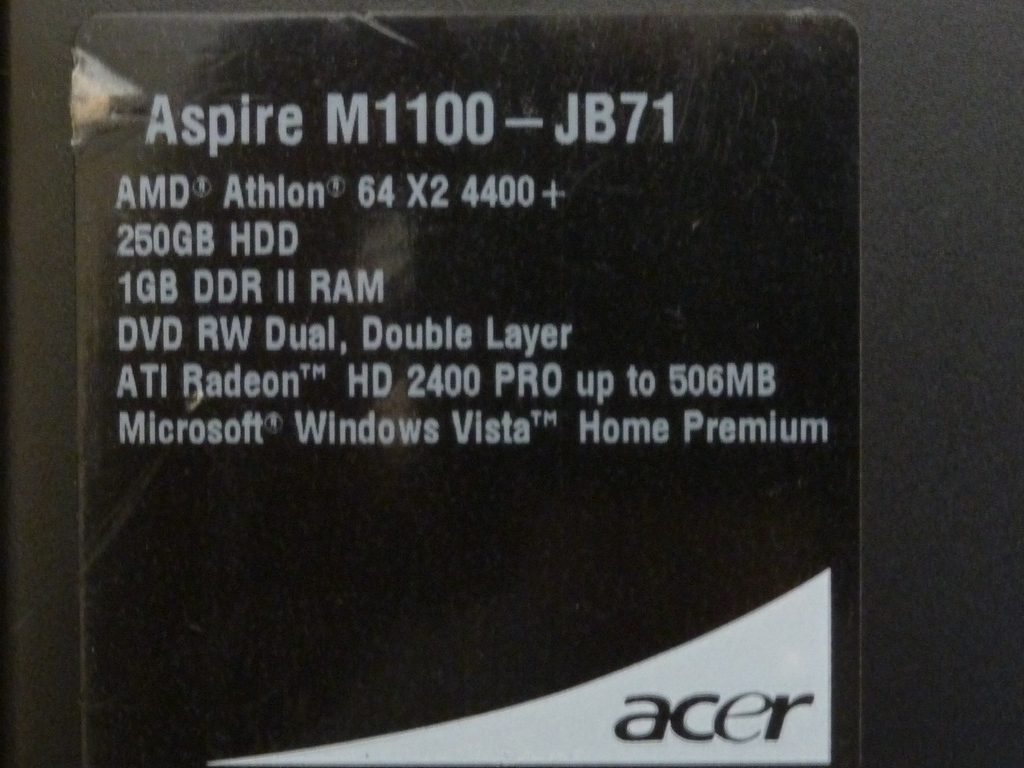 Aspire M1100 – JB71
AMD® Athlon® 64 X2 4400+
250GB HDD
1GB DDR II RAM
DVD RW Dual, Double Layer
ATI Radeon™ HD 2400 PRO up to 506MB
Microsoft® Windows Vista™ Home Premium
acer